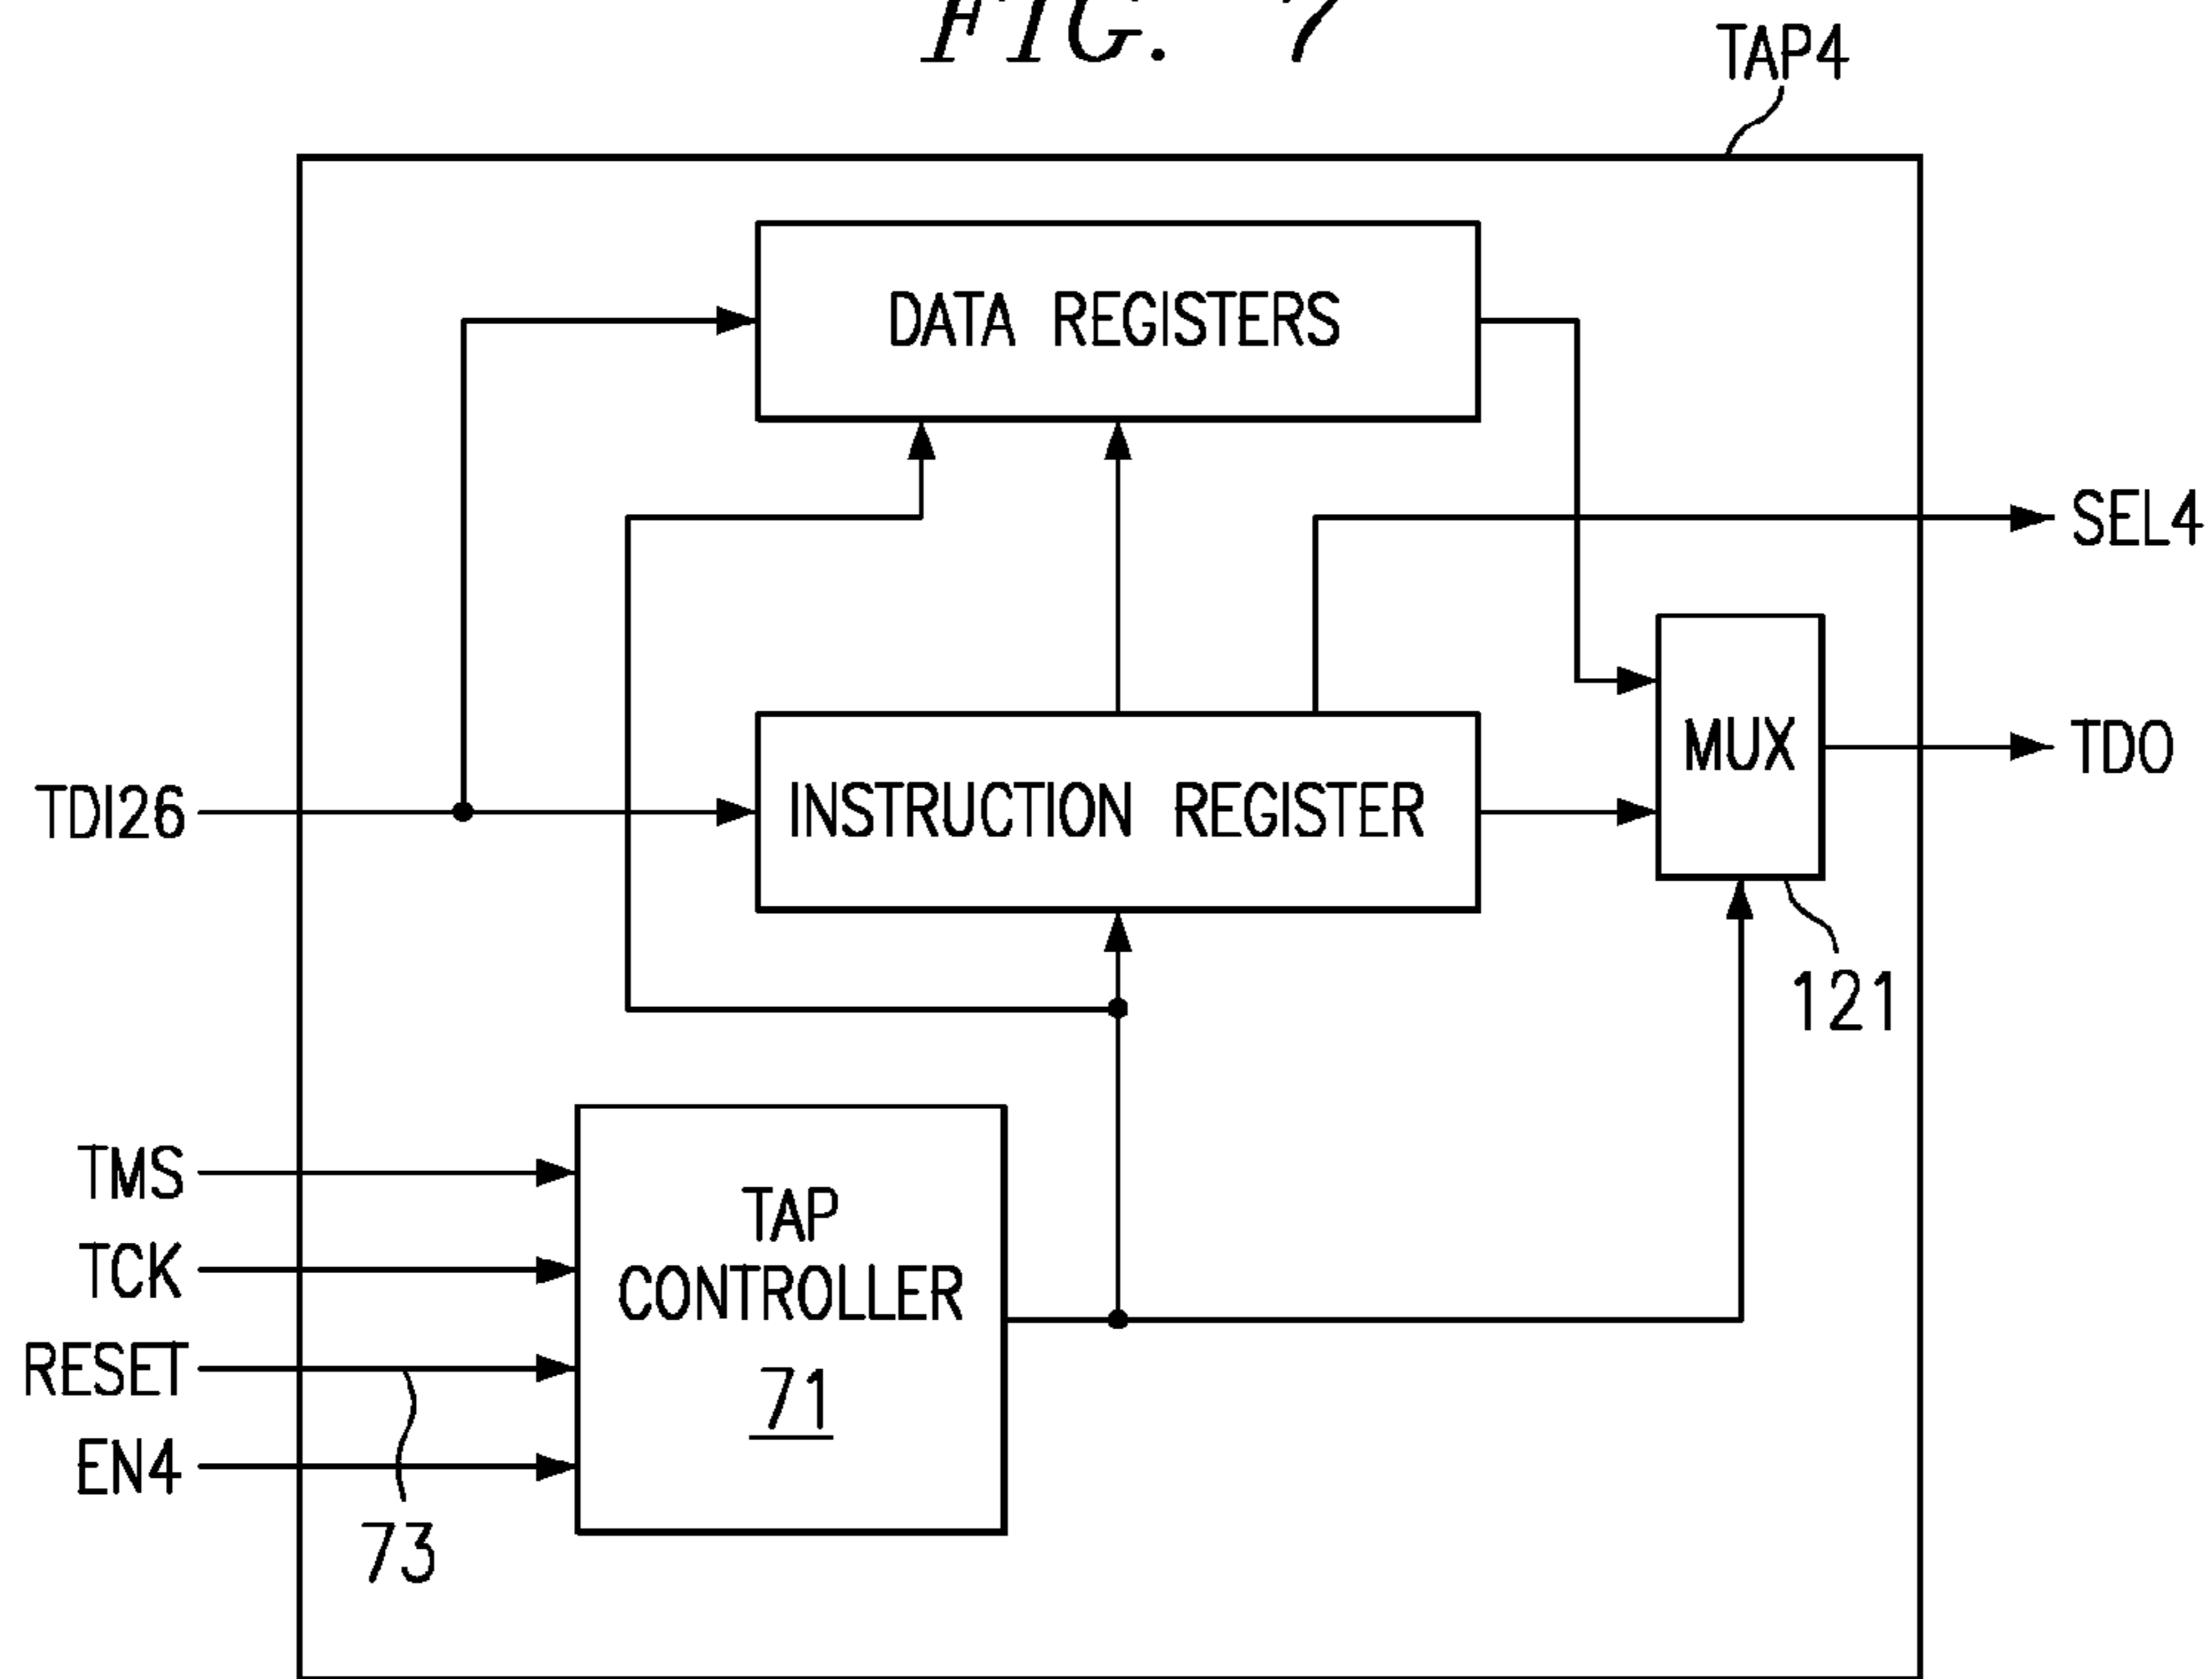 FIG. 7
TAP4
DATA REGISTERS
SEL4
MUX
TDO
TDI26
INSTRUCTION REGISTER
121
TMS
TCK
RESET
EN4
TAP
CONTROLLER
71
73